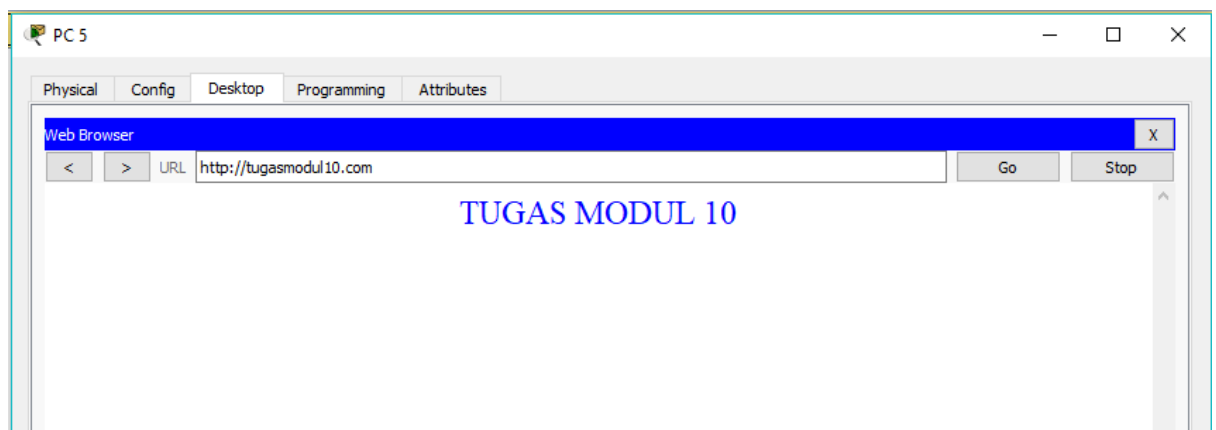 PC 5
Physical Config Desktop Programming Attributes
Web Browser X
< > URL http://tugasmodul10.com Go Stop
TUGAS MODUL 10